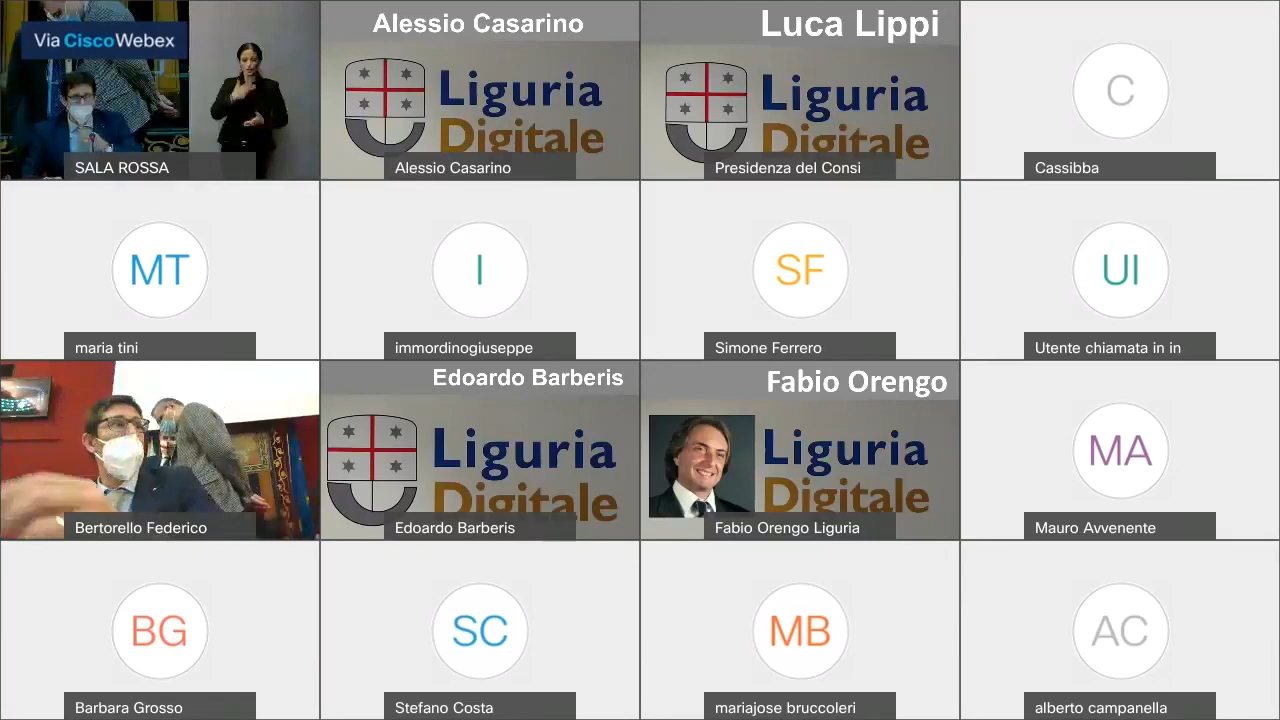 Via Cisco Webex
SALA ROSSA
Alessio Casarino
Liguria
Digitale
Alessio Casarino
Luca Lippi
Liguria
Digitale
Presidenza del Consi
C
Cassibba
MT
maria tini
I
immordinogiuseppe
SF
Simone Ferrero
UI
Utente chiamata in in
Bertorello Federico
Edoardo Barberis
Liguria
Digitale
Edoardo Barberis
Fabio Orengo
Liguria
Digitale
Fabio Orengo Liguria
MA
Mauro Avvenente
BG
Barbara Grosso
SC
Stefano Costa
MB
mariajose bruccoleri
AC
alberto campanella